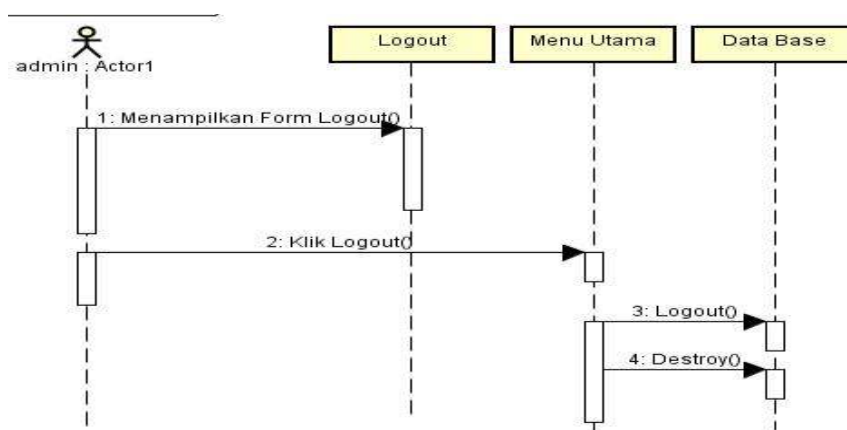 Logout
Menu Utama
Data Base
admin : Actor1
1: Menampilkan Form Logout()
2: Klik Logout()
3: Logout()
4: Destroy()